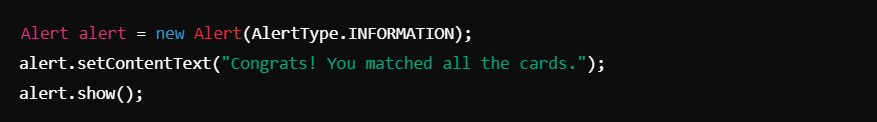 Alert alert = new Alert(AlertType.INFORMATION);
alert.setContentText("Congrats! You matched all the cards.");
alert.show();